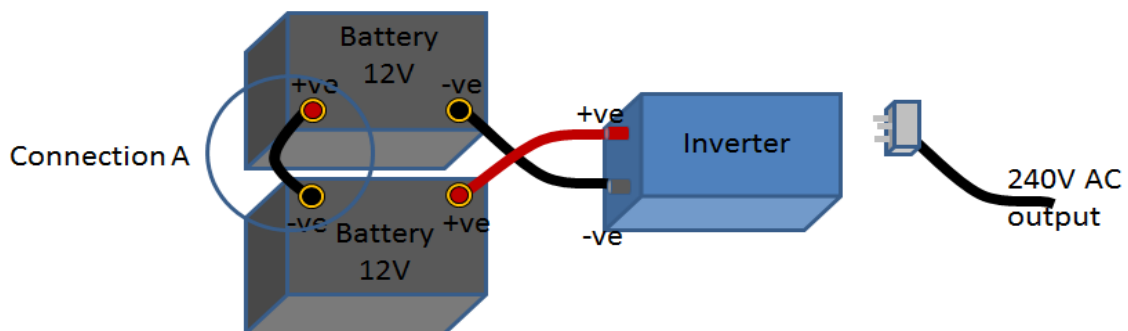 Battery
12V
+ve
-ve
Connection A
-ve
+ve
Battery
12V
+ve
Inverter
-ve
240V AC
output